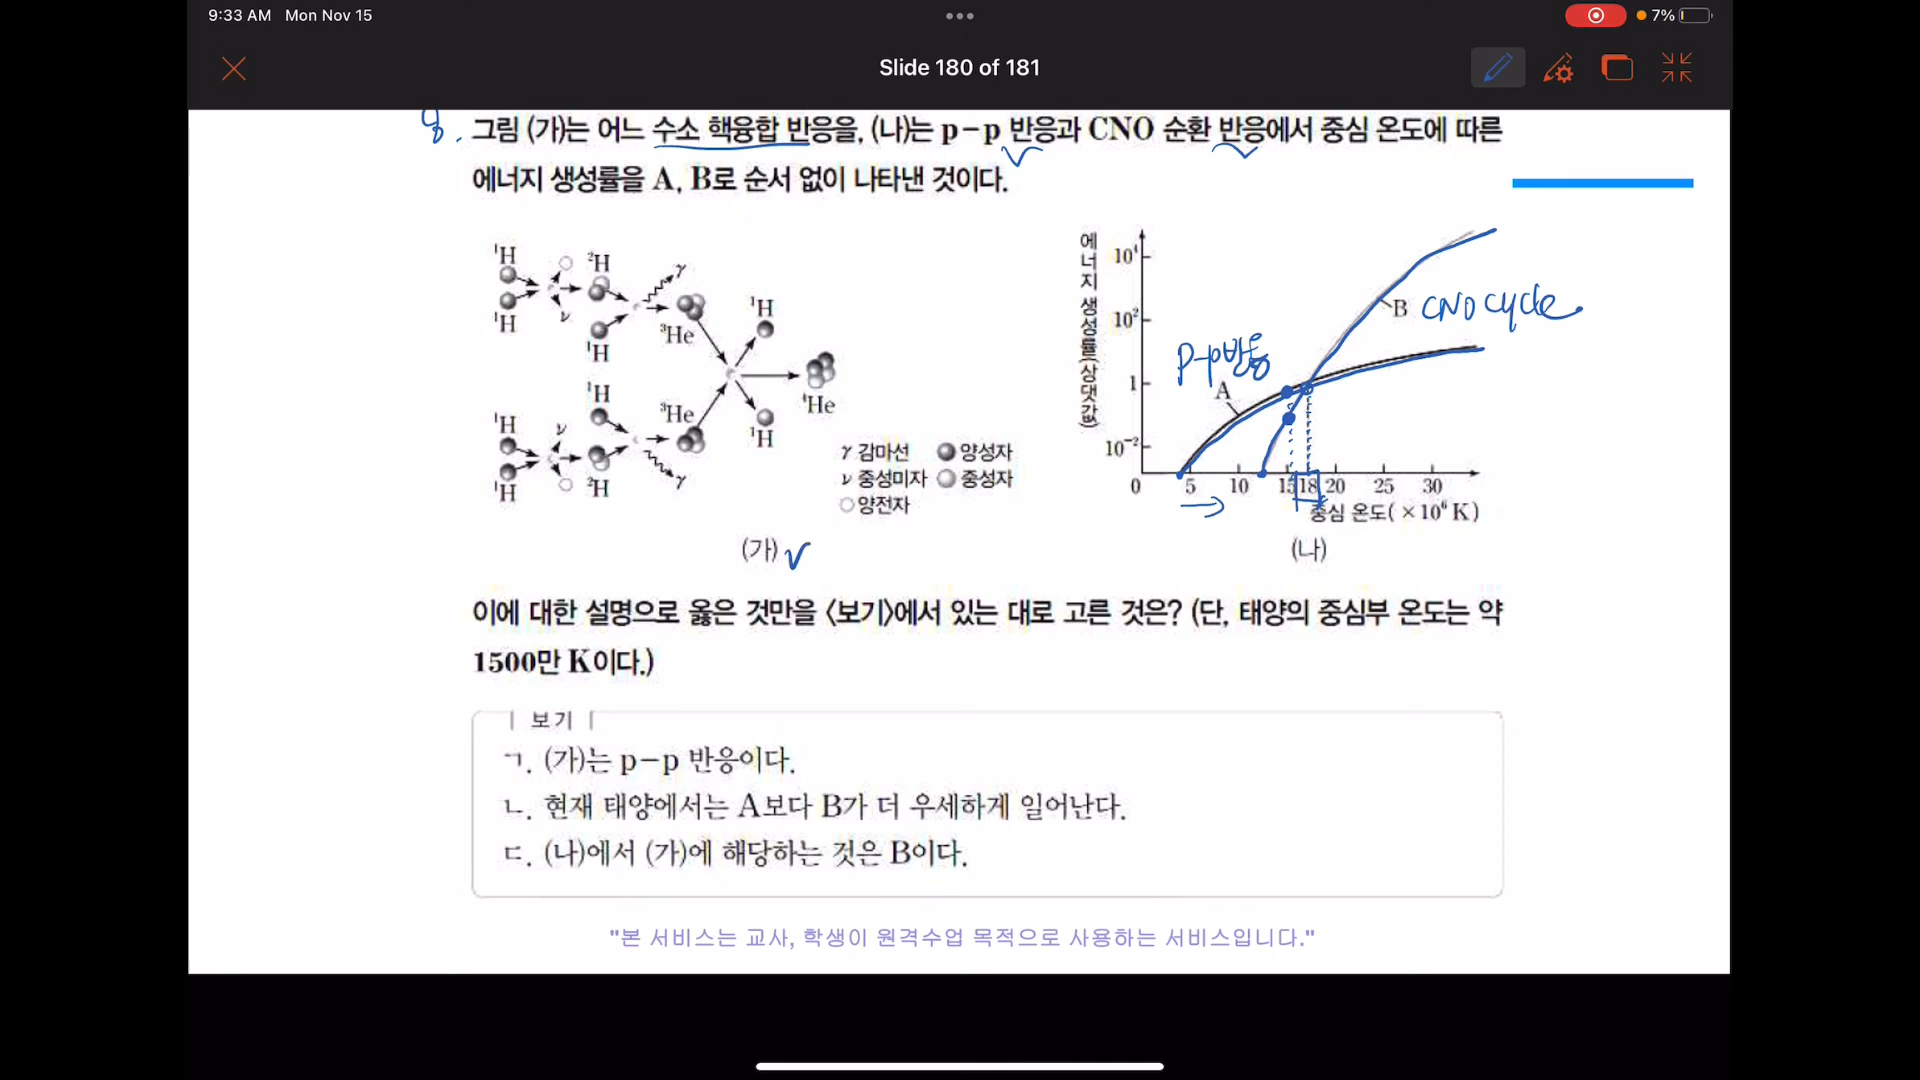 9:33 AM Mon Nov 15
7%
Slide 180 of 181
8. 그림 (가)는 어느 수소 핵융합 반응을, (나)는 p-p 반응과 CNO 순환 반응에서 중심 온도에 따른
에너지 생성률을 A, B로 순서 없이 나타낸 것이다.
¹H ²H γ
¹H ν ³He ¹H
¹H
¹H ³He ⁴He
¹H ν ¹H
¹H ²H γ
γ 감마선 양성자
ν 중성미자 중성자
양전자
(가)
에너지 생성률(상댓값)
10⁴
10²
1
10⁻²
B CNO cycle
p-p반응
A
0 5 10 15 18 20 25 30
중심 온도(×10⁶ K)
(나)
이에 대한 설명으로 옳은 것만을 〈보기〉에서 있는 대로 고른 것은? (단, 태양의 중심부 온도는 약
1500만 K이다.)
보기
ㄱ. (가)는 p-p 반응이다.
ㄴ. 현재 태양에서는 A보다 B가 더 우세하게 일어난다.
ㄷ. (나)에서 (가)에 해당하는 것은 B이다.
"본 서비스는 교사, 학생이 원격수업 목적으로 사용하는 서비스입니다."